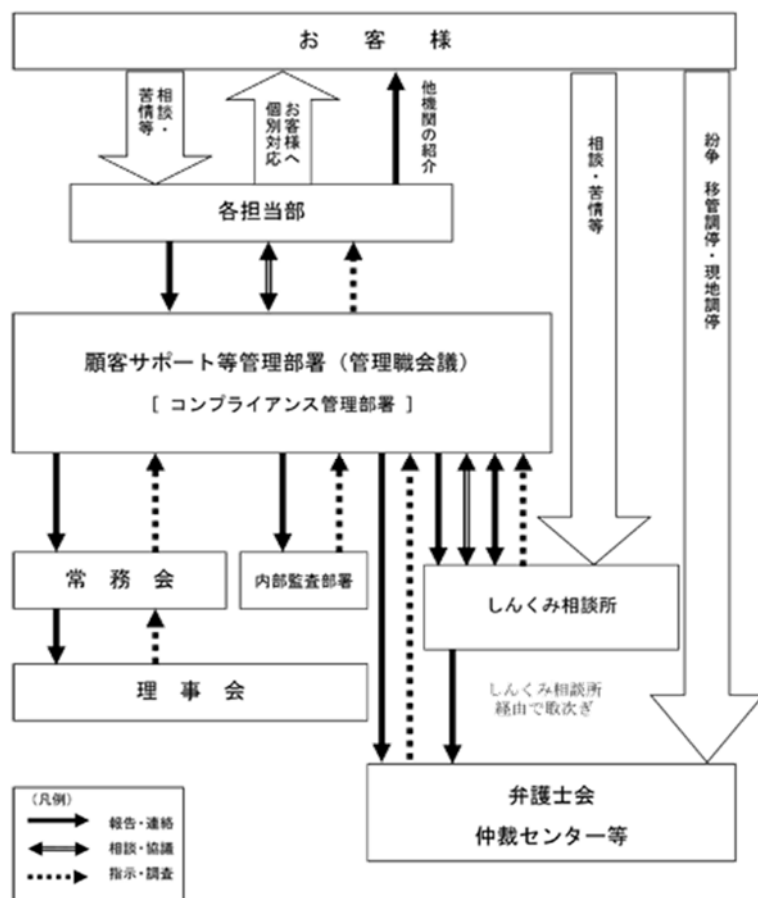 お 客 様
相談・
苦情等
お客様へ
個別対応
他機関の紹介
相談・苦情等
紛争 移管調停・現地調停
各担当部
顧客サポート等管理部署（管理職会議）
[ コンプライアンス管理部署 ]
常 務 会
内部監査部署
しんくみ相談所
理 事 会
しんくみ相談所
経由で取次ぎ
弁護士会
仲裁センター等
（凡例）
報告・連絡
相談・協議
指示・調査